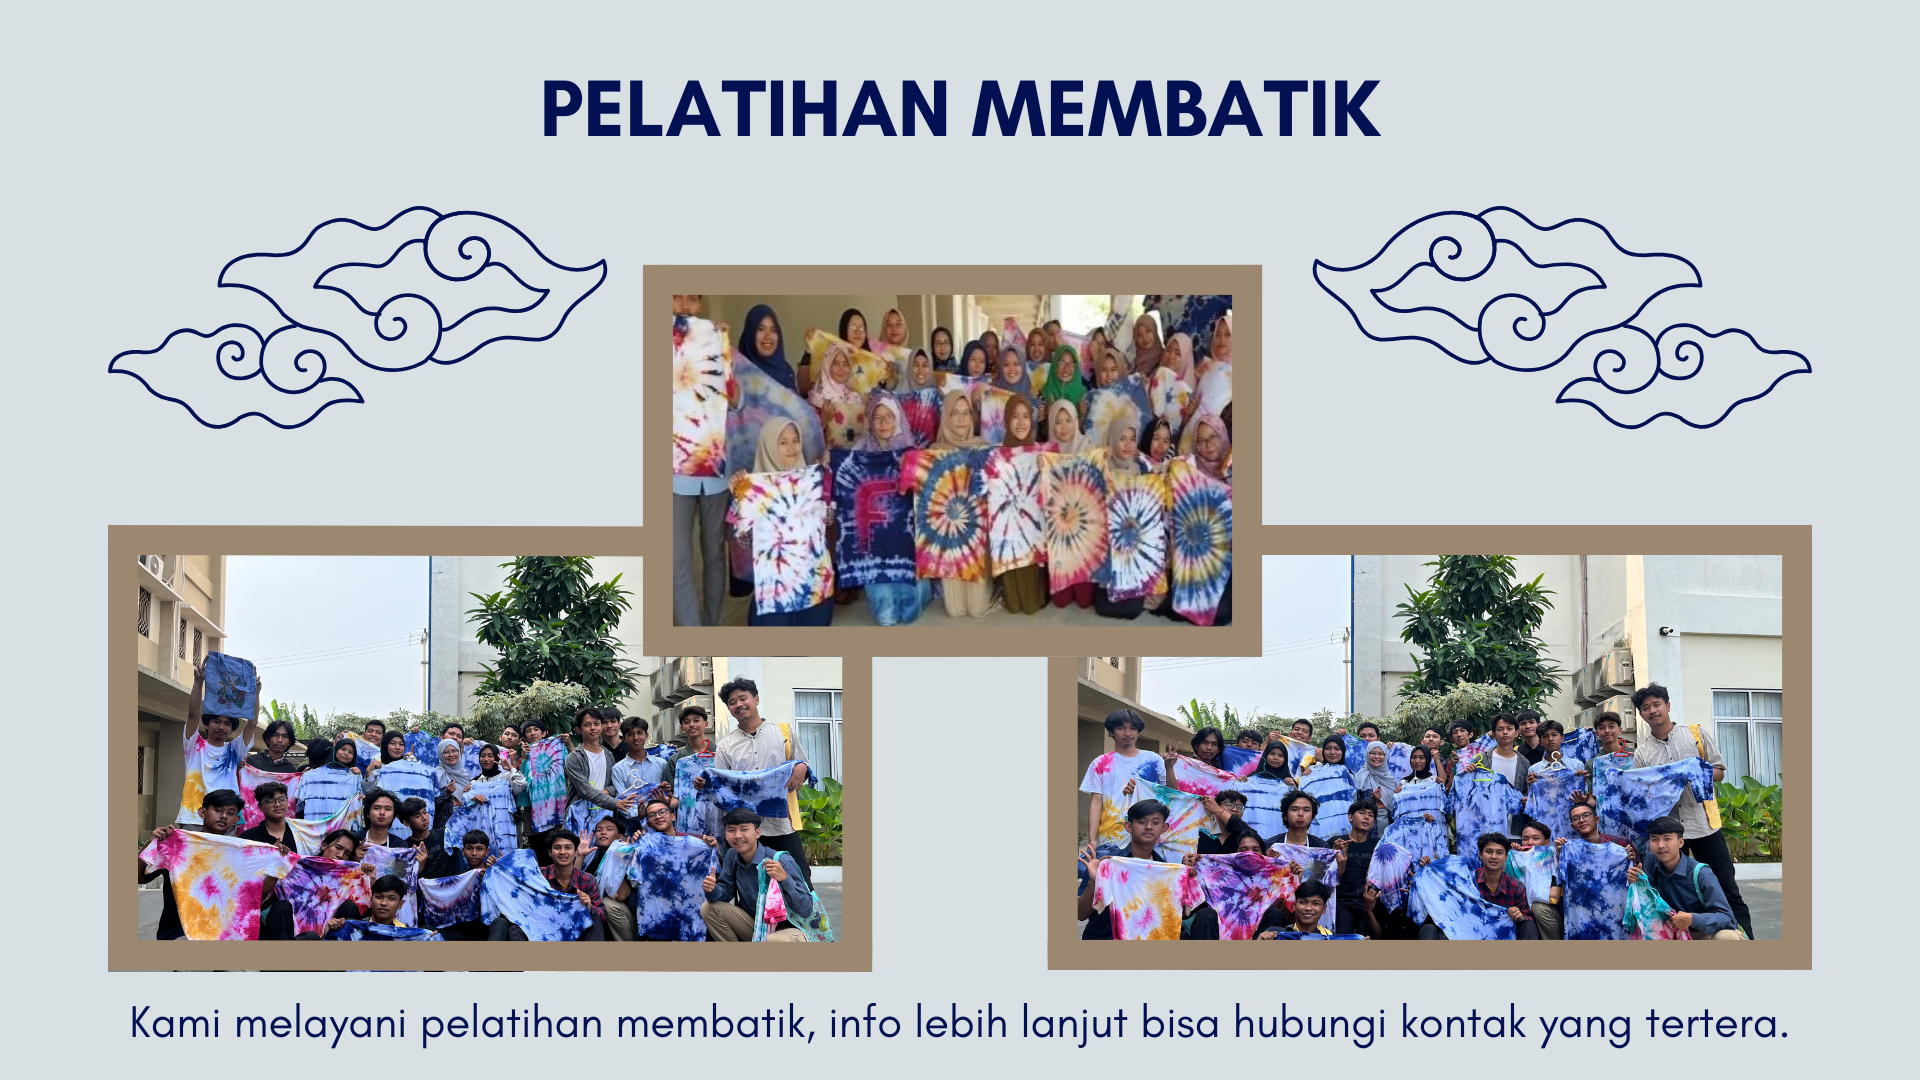 PELATIHAN MEMBATIK
F
Kami melayani pelatihan membatik, info lebih lanjut bisa hubungi kontak yang tertera.